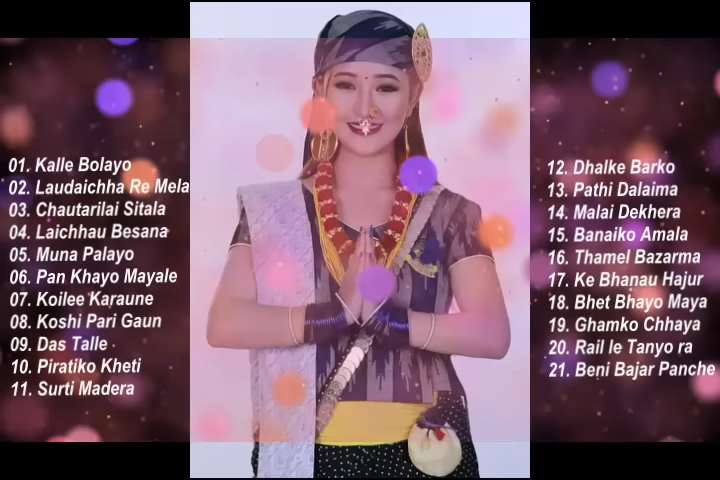 01. Kalle Bolayo
02. Laudaichha Re Mela
03. Chautarilai Sitala
04. Laichhau Besana
05. Muna Palayo
06. Pan Khayo Mayale
07. Koilee Karaune
08. Koshi Pari Gaun
09. Das Talle
10. Piratiko Kheti
11. Surti Madera
12. Dhalke Barko
13. Pathi Dalaima
14. Malai Dekhera
15. Banaiko Amala
16. Thamel Bazarma
17. Ke Bhanau Hajur
18. Bhet Bhayo Maya
19. Ghamko Chhaya
20. Rail le Tanyo ra
21. Beni Bajar Panche